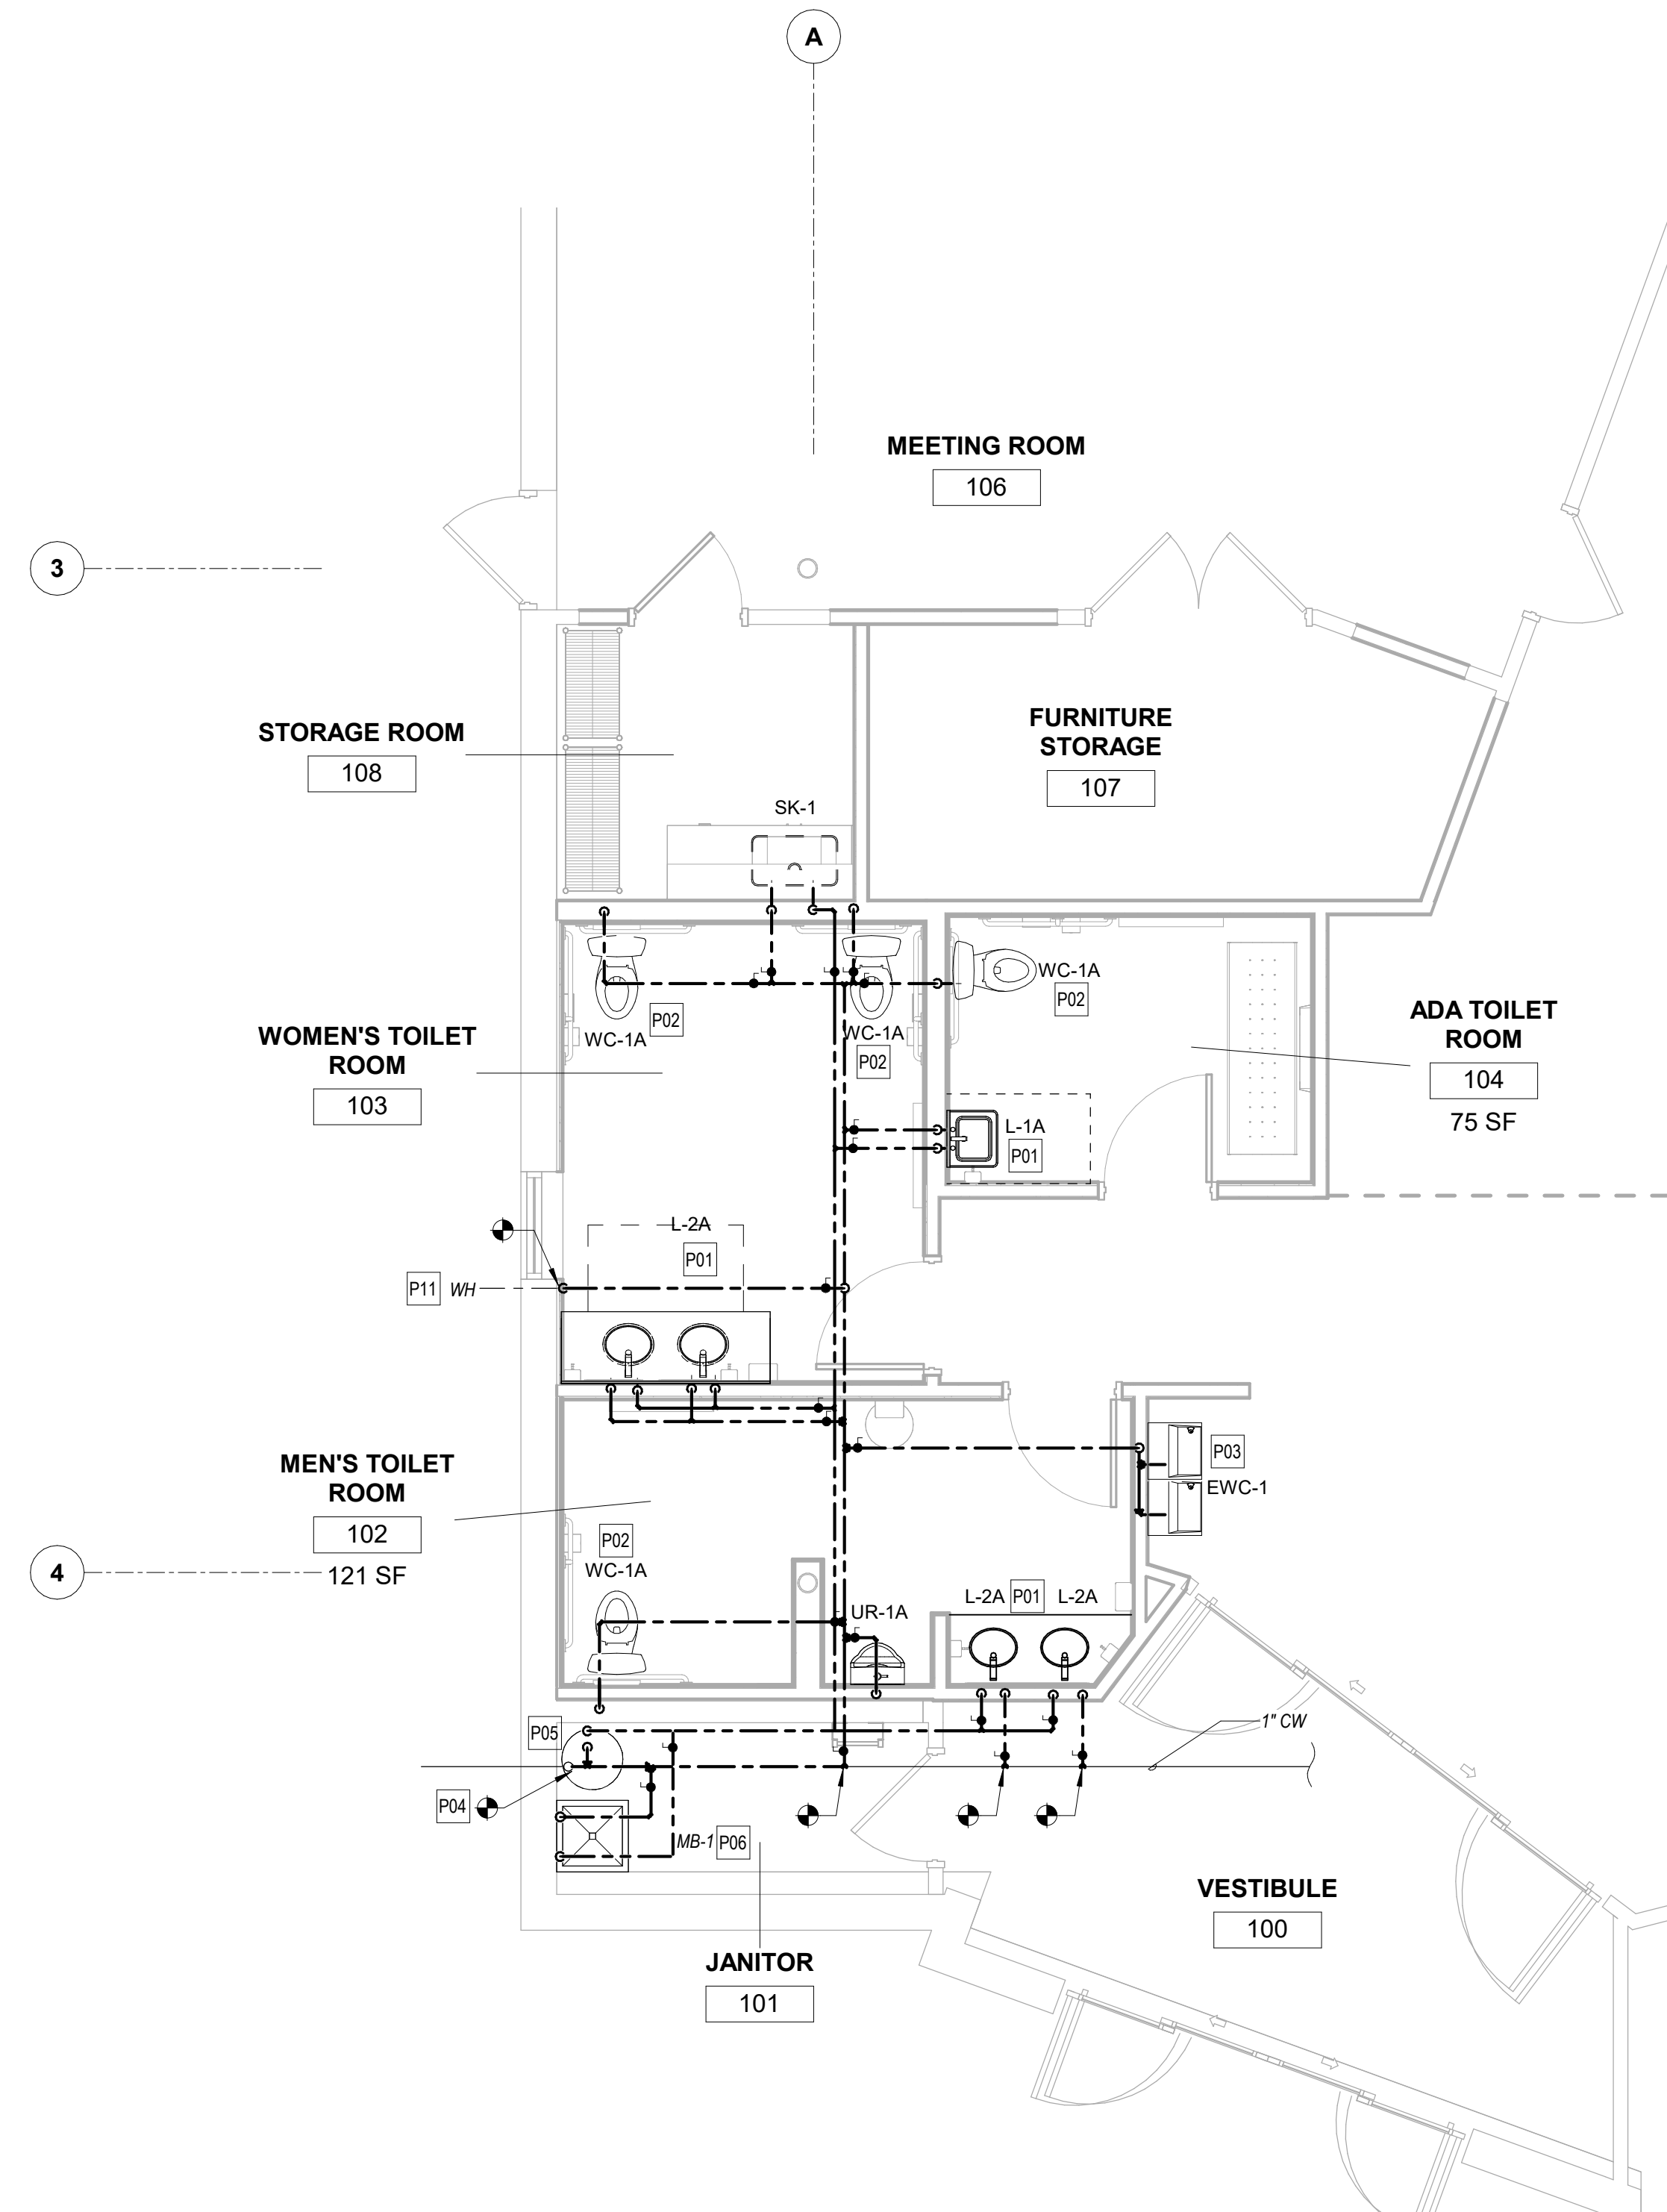 A
MEETING ROOM
106
3
STORAGE ROOM
108
FURNITURE
STORAGE
107
SK-1
WC-1A
P02
WC-1A
P02
WC-1A
P02
ADA TOILET
ROOM
104
75 SF
WOMEN'S TOILET
ROOM
103
L-1A
P01
L-2A
P01
P11 WH
P03
EWC-1
MEN'S TOILET
ROOM
102
121 SF
4
P02
WC-1A
UR-1A
L-2A P01 L-2A
P05
1" CW
P04
MB-1 P06
VESTIBULE
100
JANITOR
101